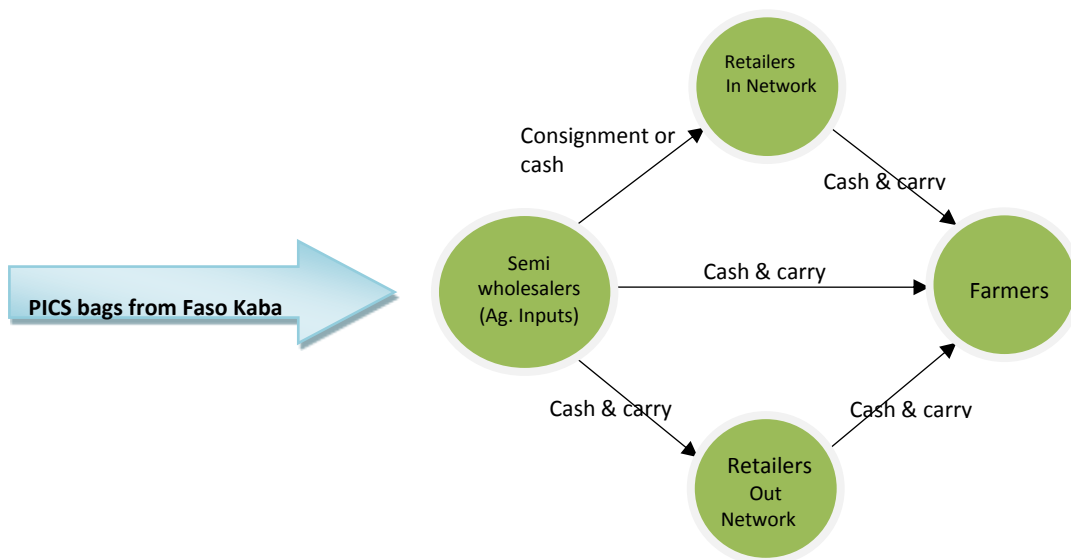 Retailers
In Network
Consignment or
cash
Cash & carry
Semi
wholesalers
(Ag. Inputs)
Cash & carry
Farmers
PICS bags from Faso Kaba
Cash & carry
Cash & carry
Retailers
Out
Network